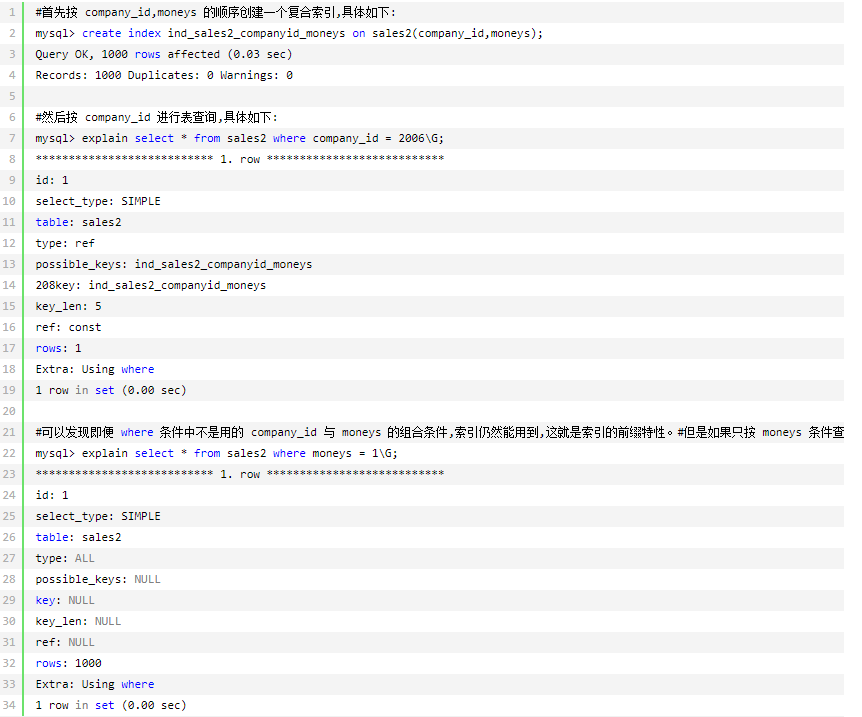 1 #首先按 company_id,moneys 的顺序创建一个复合索引,具体如下:
2 mysql> create index ind_sales2_companyid_moneys on sales2(company_id,moneys);
3 Query OK, 1000 rows affected (0.03 sec)
4 Records: 1000 Duplicates: 0 Warnings: 0
5
6 #然后按 company_id 进行表查询,具体如下:
7 mysql> explain select * from sales2 where company_id = 2006\G;
8 *************************** 1. row ***************************
9 id: 1
10 select_type: SIMPLE
11 table: sales2
12 type: ref
13 possible_keys: ind_sales2_companyid_moneys
14 208key: ind_sales2_companyid_moneys
15 key_len: 5
16 ref: const
17 rows: 1
18 Extra: Using where
19 1 row in set (0.00 sec)
20
21 #可以发现即便 where 条件中不是用的 company_id 与 moneys 的组合条件,索引仍然能用到,这就是索引的前缀特性。#但是如果只按 moneys 条件查
22 mysql> explain select * from sales2 where moneys = 1\G;
23 *************************** 1. row ***************************
24 id: 1
25 select_type: SIMPLE
26 table: sales2
27 type: ALL
28 possible_keys: NULL
29 key: NULL
30 key_len: NULL
31 ref: NULL
32 rows: 1000
33 Extra: Using where
34 1 row in set (0.00 sec)